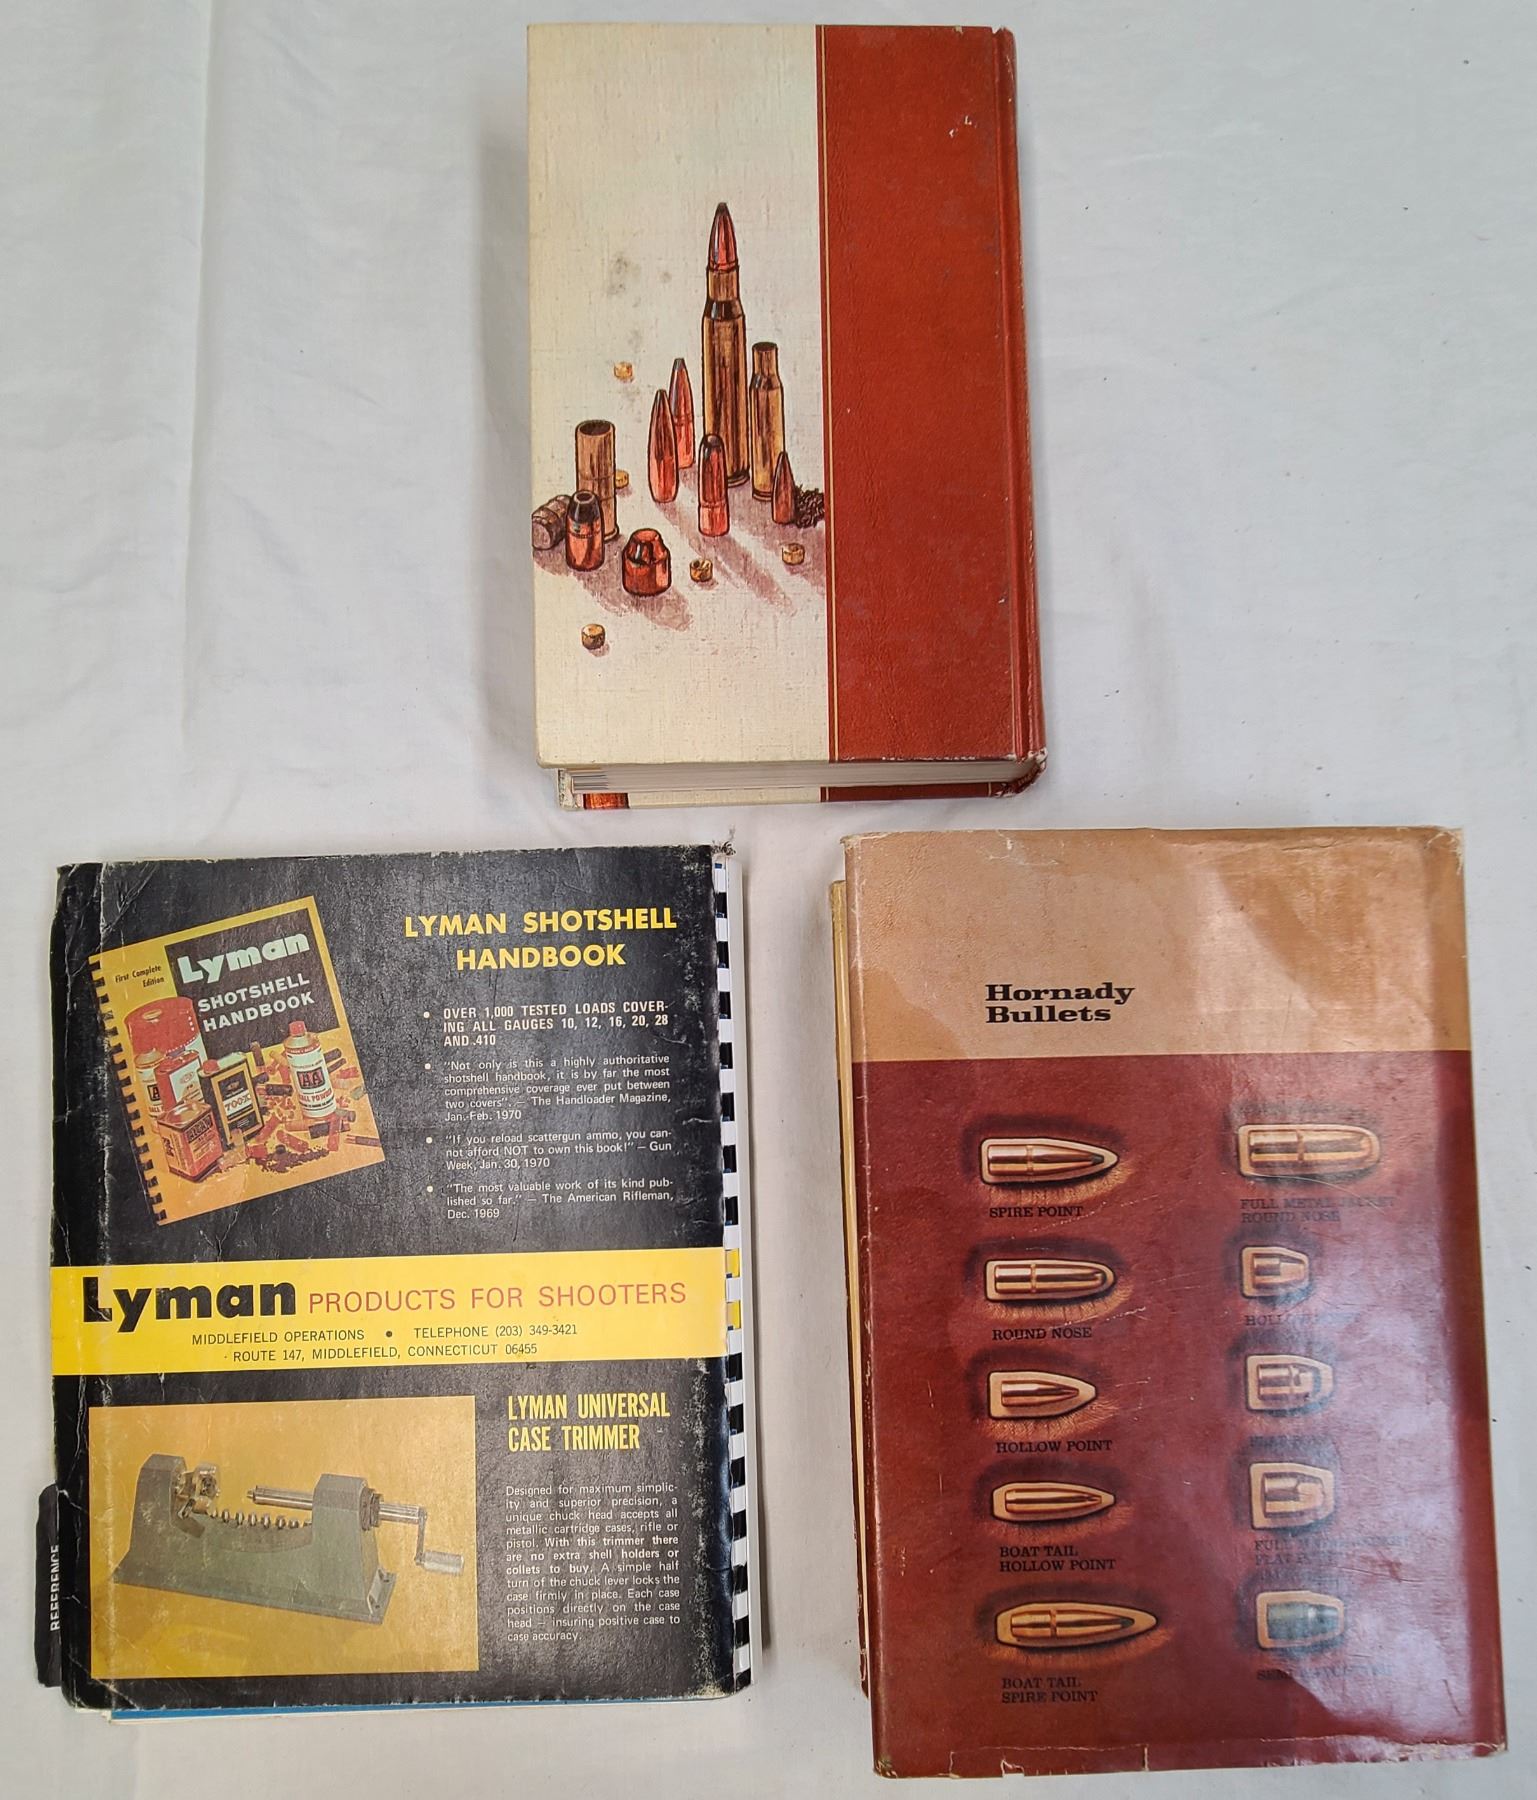 LYMAN SHOTSHELL
HANDBOOK
First Complete
Edition
Lyman
SHOTSHELL
HANDBOOK
• OVER 1,000 TESTED LOADS COVER-
ING ALL GAUGES 10, 12, 16, 20, 28
AND .410
• "Not only is this a highly authoritative
shotshell handbook, it is by far the most
comprehensive coverage ever put between
two covers". — The Handloader Magazine,
Jan.-Feb. 1970
• "If you reload scattergun ammo, you can-
not afford NOT to own this book!" — Gun
Week, Jan. 30, 1970
• "The most valuable work of its kind pub-
lished so far." — The American Rifleman,
Dec. 1969
Lyman PRODUCTS FOR SHOOTERS
MIDDLEFIELD OPERATIONS • TELEPHONE (203) 349-3421
ROUTE 147, MIDDLEFIELD, CONNECTICUT 06455
LYMAN UNIVERSAL
CASE TRIMMER
Designed for maximum simplic-
ity and superior precision, a
unique chuck head accepts all
metallic cartridge cases, rifle or
pistol. With this trimmer there
are no extra shell holders or
collets to buy. A simple half
turn of the chuck lever locks the
case firmly in place. Each case
positions directly on the case
head — insuring positive case to
case accuracy.
REFERENCE
Hornady
Bullets
SPIRE POINT
ROUND NOSE
HOLLOW POINT
BOAT TAIL
HOLLOW POINT
BOAT TAIL
SPIRE POINT
FULL METAL JACKET
ROUND NOSE